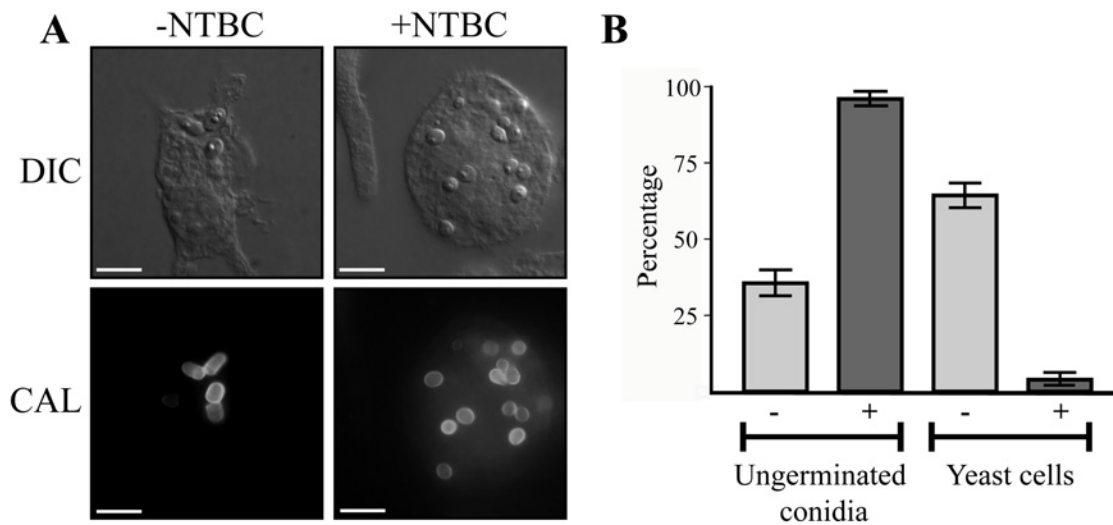 A
-NTBC
+NTBC
DIC
CAL
B
Percentage
100
75
50
25
- + - +
Ungerminated
conidia
Yeast cells